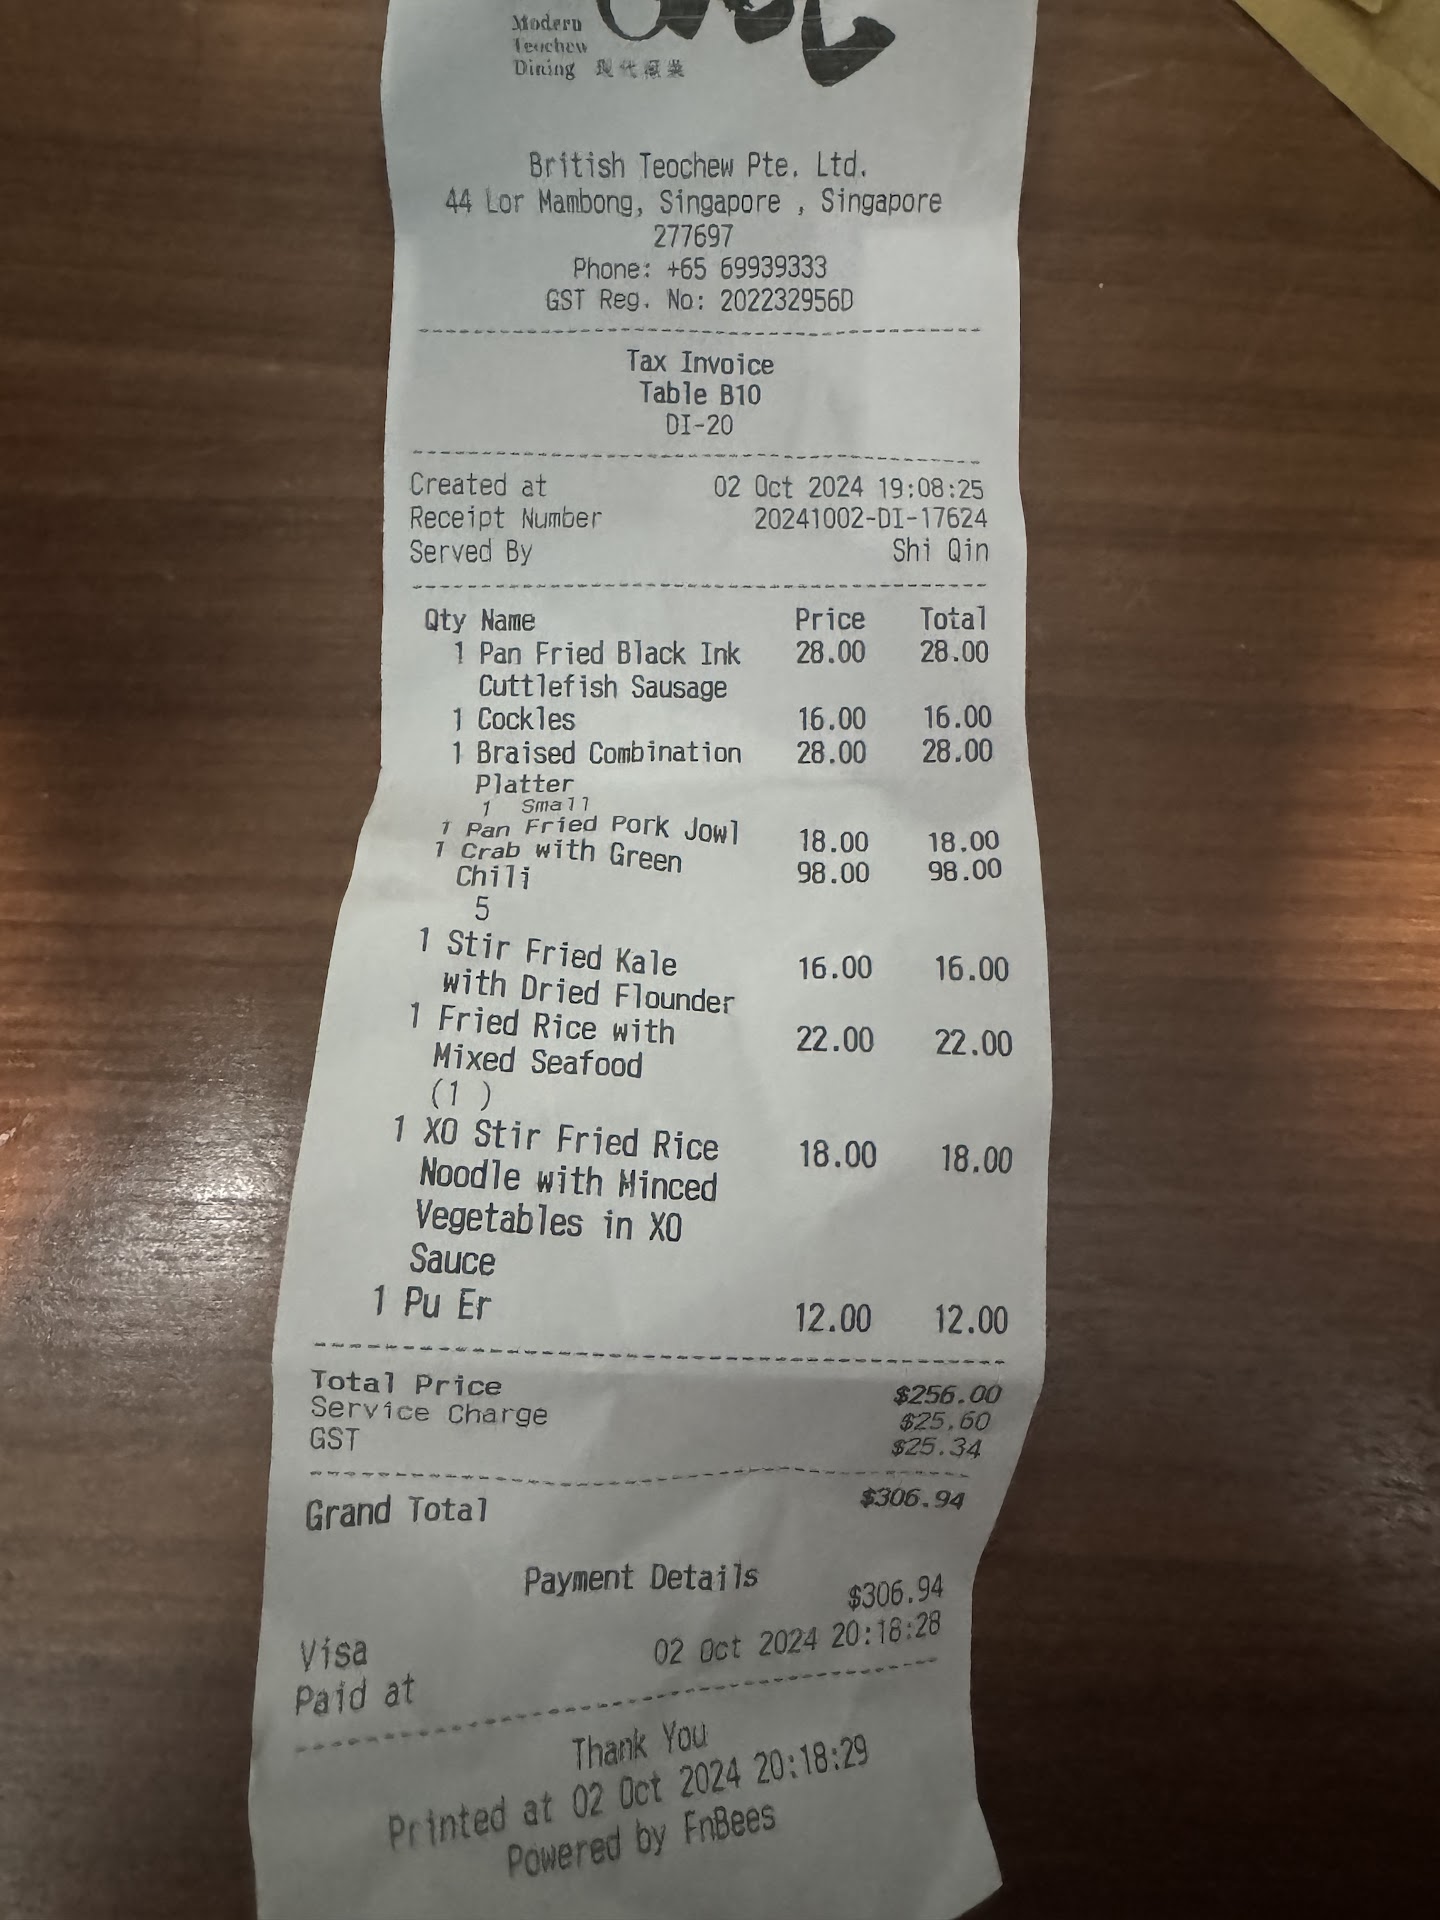 Modern
Teochew
Dining 現代潮菜
British Teochew Pte. Ltd.
44 Lor Mambong, Singapore , Singapore
277697
Phone: +65 69939333
GST Reg. No: 202232956D
Tax Invoice
Table B10
DI-20
Created at 02 Oct 2024 19:08:25
Receipt Number 20241002-DI-17624
Served By Shi Qin
Qty Name Price Total
1 Pan Fried Black Ink 28.00 28.00
Cuttlefish Sausage
1 Cockles 16.00 16.00
1 Braised Combination 28.00 28.00
Platter
1 Small
1 Pan Fried Pork Jowl 18.00 18.00
1 Crab with Green 98.00 98.00
Chili
5
1 Stir Fried Kale 16.00 16.00
with Dried Flounder
1 Fried Rice with 22.00 22.00
Mixed Seafood
(1 )
1 XO Stir Fried Rice 18.00 18.00
Noodle with Minced
Vegetables in XO
Sauce
1 Pu Er 12.00 12.00
Total Price $256.00
Service Charge $25.60
GST $25.34
Grand Total $306.94
Payment Details
Visa $306.94
Paid at 02 Oct 2024 20:18:28
Thank You
Printed at 02 Oct 2024 20:18:29
Powered by FnBees